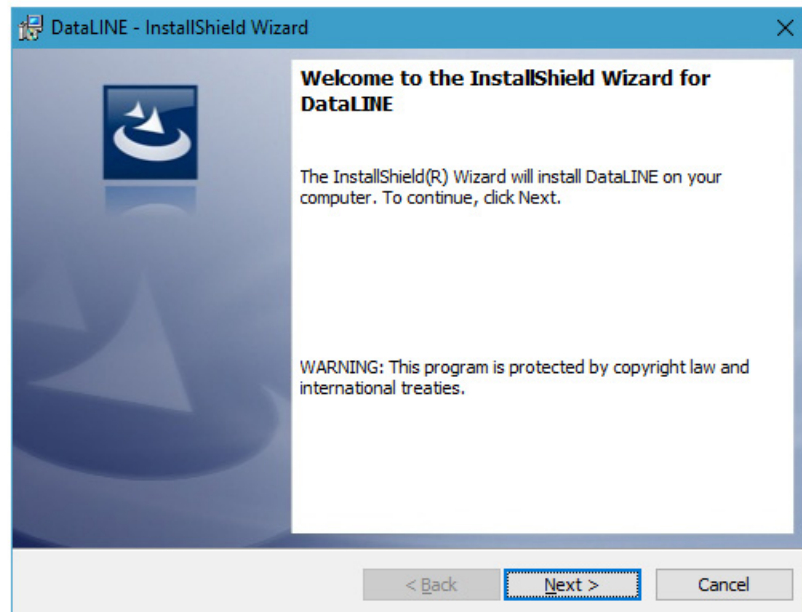 DataLINE - InstallShield Wizard
Welcome to the InstallShield Wizard for
DataLINE
The InstallShield(R) Wizard will install DataLINE on your
computer. To continue, click Next.
WARNING: This program is protected by copyright law and
international treaties.
< Back Next > Cancel